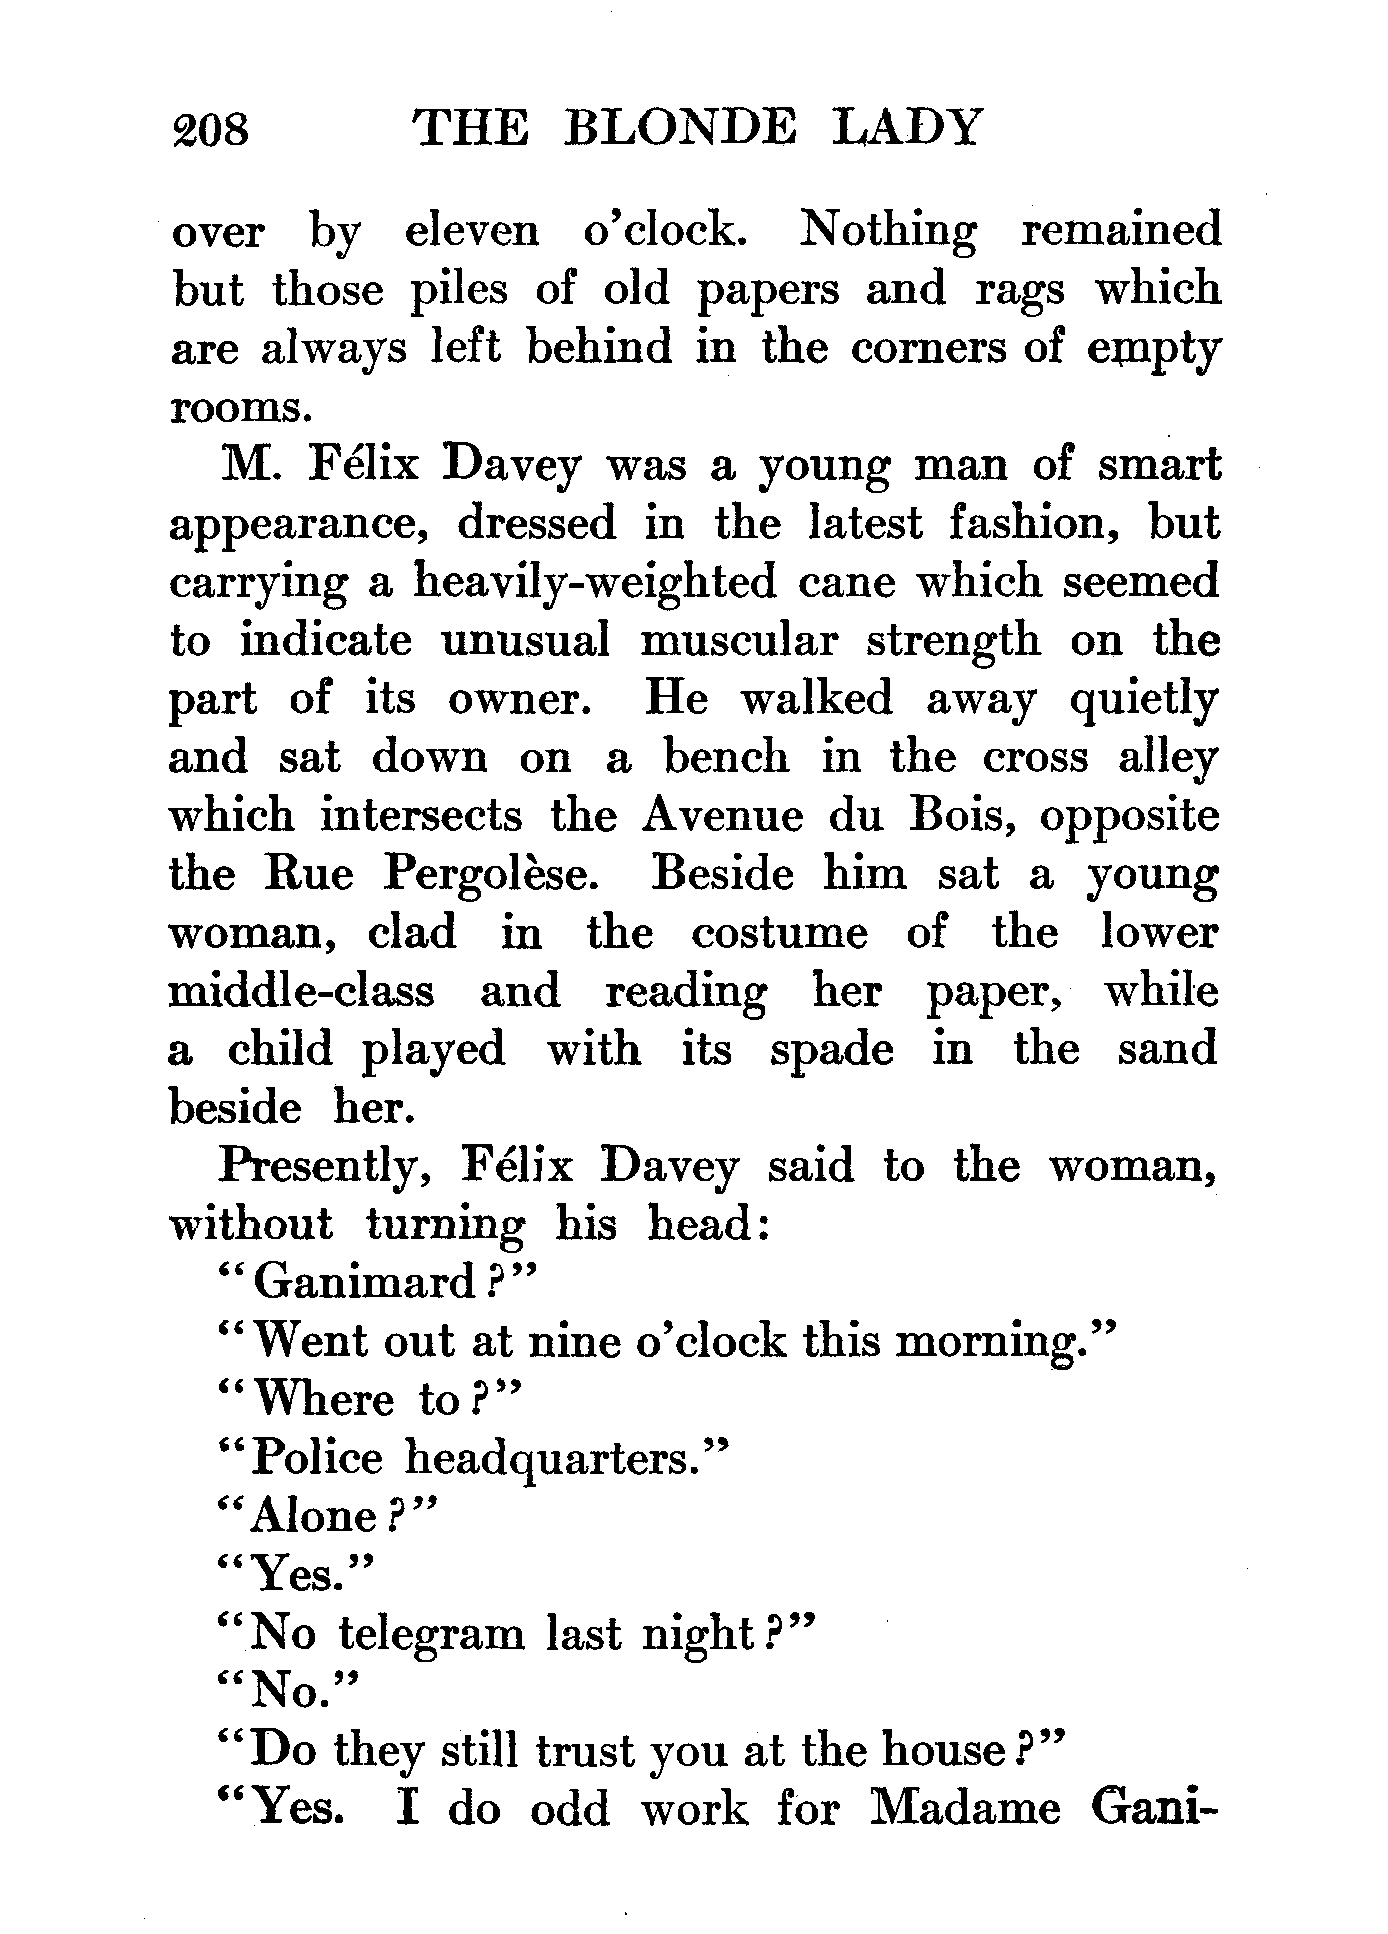 208 THE BLONDE LADY
over by eleven o'clock. Nothing remained
but those piles of old papers and rags which
are always left behind in the corners of empty
rooms.
M. Félix Davey was a young man of smart
appearance, dressed in the latest fashion, but
carrying a heavily-weighted cane which seemed
to indicate unusual muscular strength on the
part of its owner. He walked away quietly
and sat down on a bench in the cross alley
which intersects the Avenue du Bois, opposite
the Rue Pergolèse. Beside him sat a young
woman, clad in the costume of the lower
middle-class and reading her paper, while
a child played with its spade in the sand
beside her.
Presently, Félix Davey said to the woman,
without turning his head:
"Ganimard?"
"Went out at nine o'clock this morning."
"Where to?"
"Police headquarters."
"Alone?"
"Yes."
"No telegram last night?"
"No."
"Do they still trust you at the house?"
"Yes. I do odd work for Madame Gani-